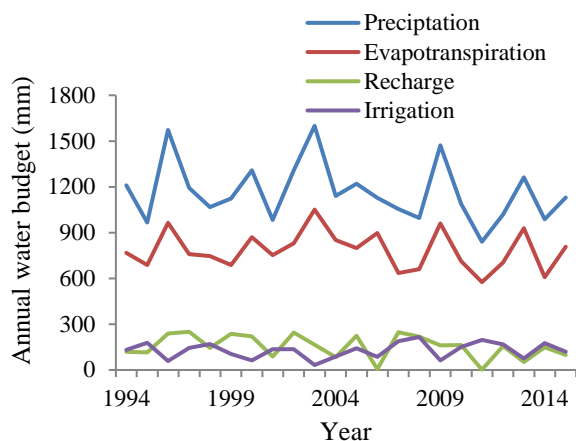 Preciptation
Evapotranspiration
Recharge
Irrigation
Annual water budget (mm)
1800
1500
1200
900
600
300
0
1994 1999 2004 2009 2014
Year